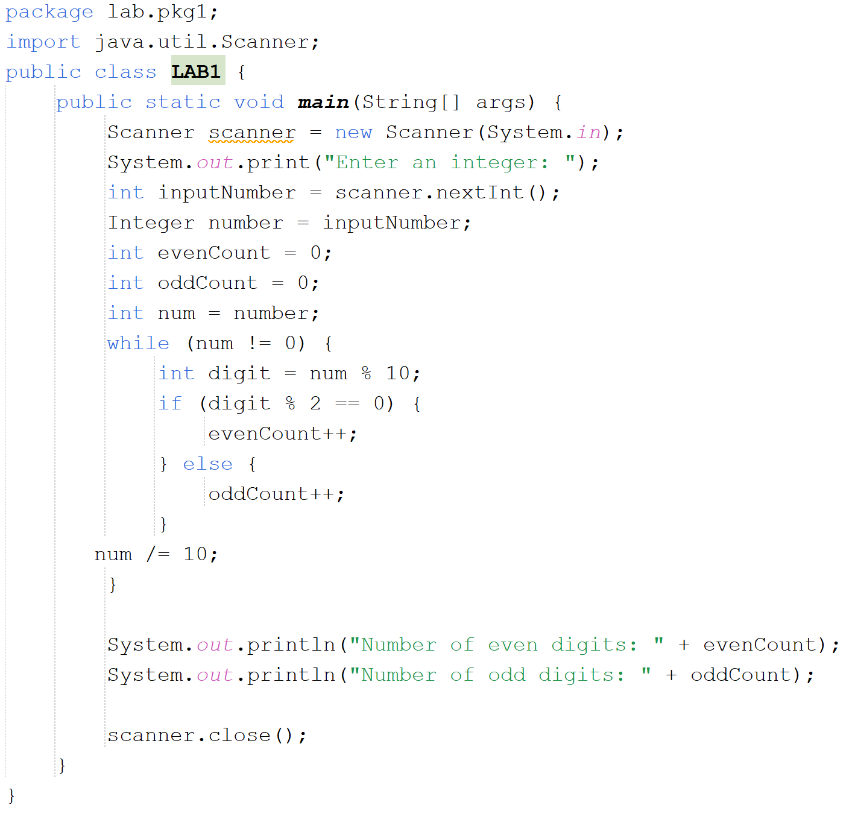 package lab.pkg1;
import java.util.Scanner;
public class LAB1 {
    public static void main(String[] args) {
        Scanner scanner = new Scanner(System.in);
        System.out.print("Enter an integer: ");
        int inputNumber = scanner.nextInt();
        Integer number = inputNumber;
        int evenCount = 0;
        int oddCount = 0;
        int num = number;
        while (num != 0) {
            int digit = num % 10;
            if (digit % 2 == 0) {
                evenCount++;
            } else {
                oddCount++;
            }
       num /= 10;
        }

        System.out.println("Number of even digits: " + evenCount);
        System.out.println("Number of odd digits: " + oddCount);

        scanner.close();
    }
}